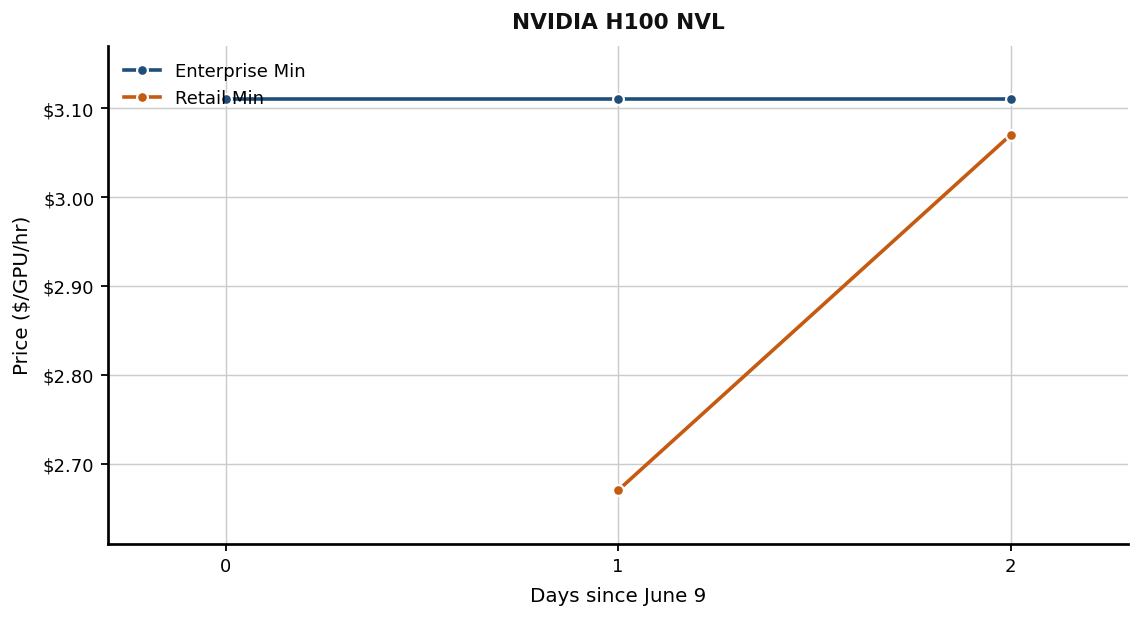 NVIDIA H100 NVL
Enterprise Min
Retail Min
$3.10
$3.00
$2.90
$2.80
$2.70
Price ($/GPU/hr)
0
1
2
Days since June 9